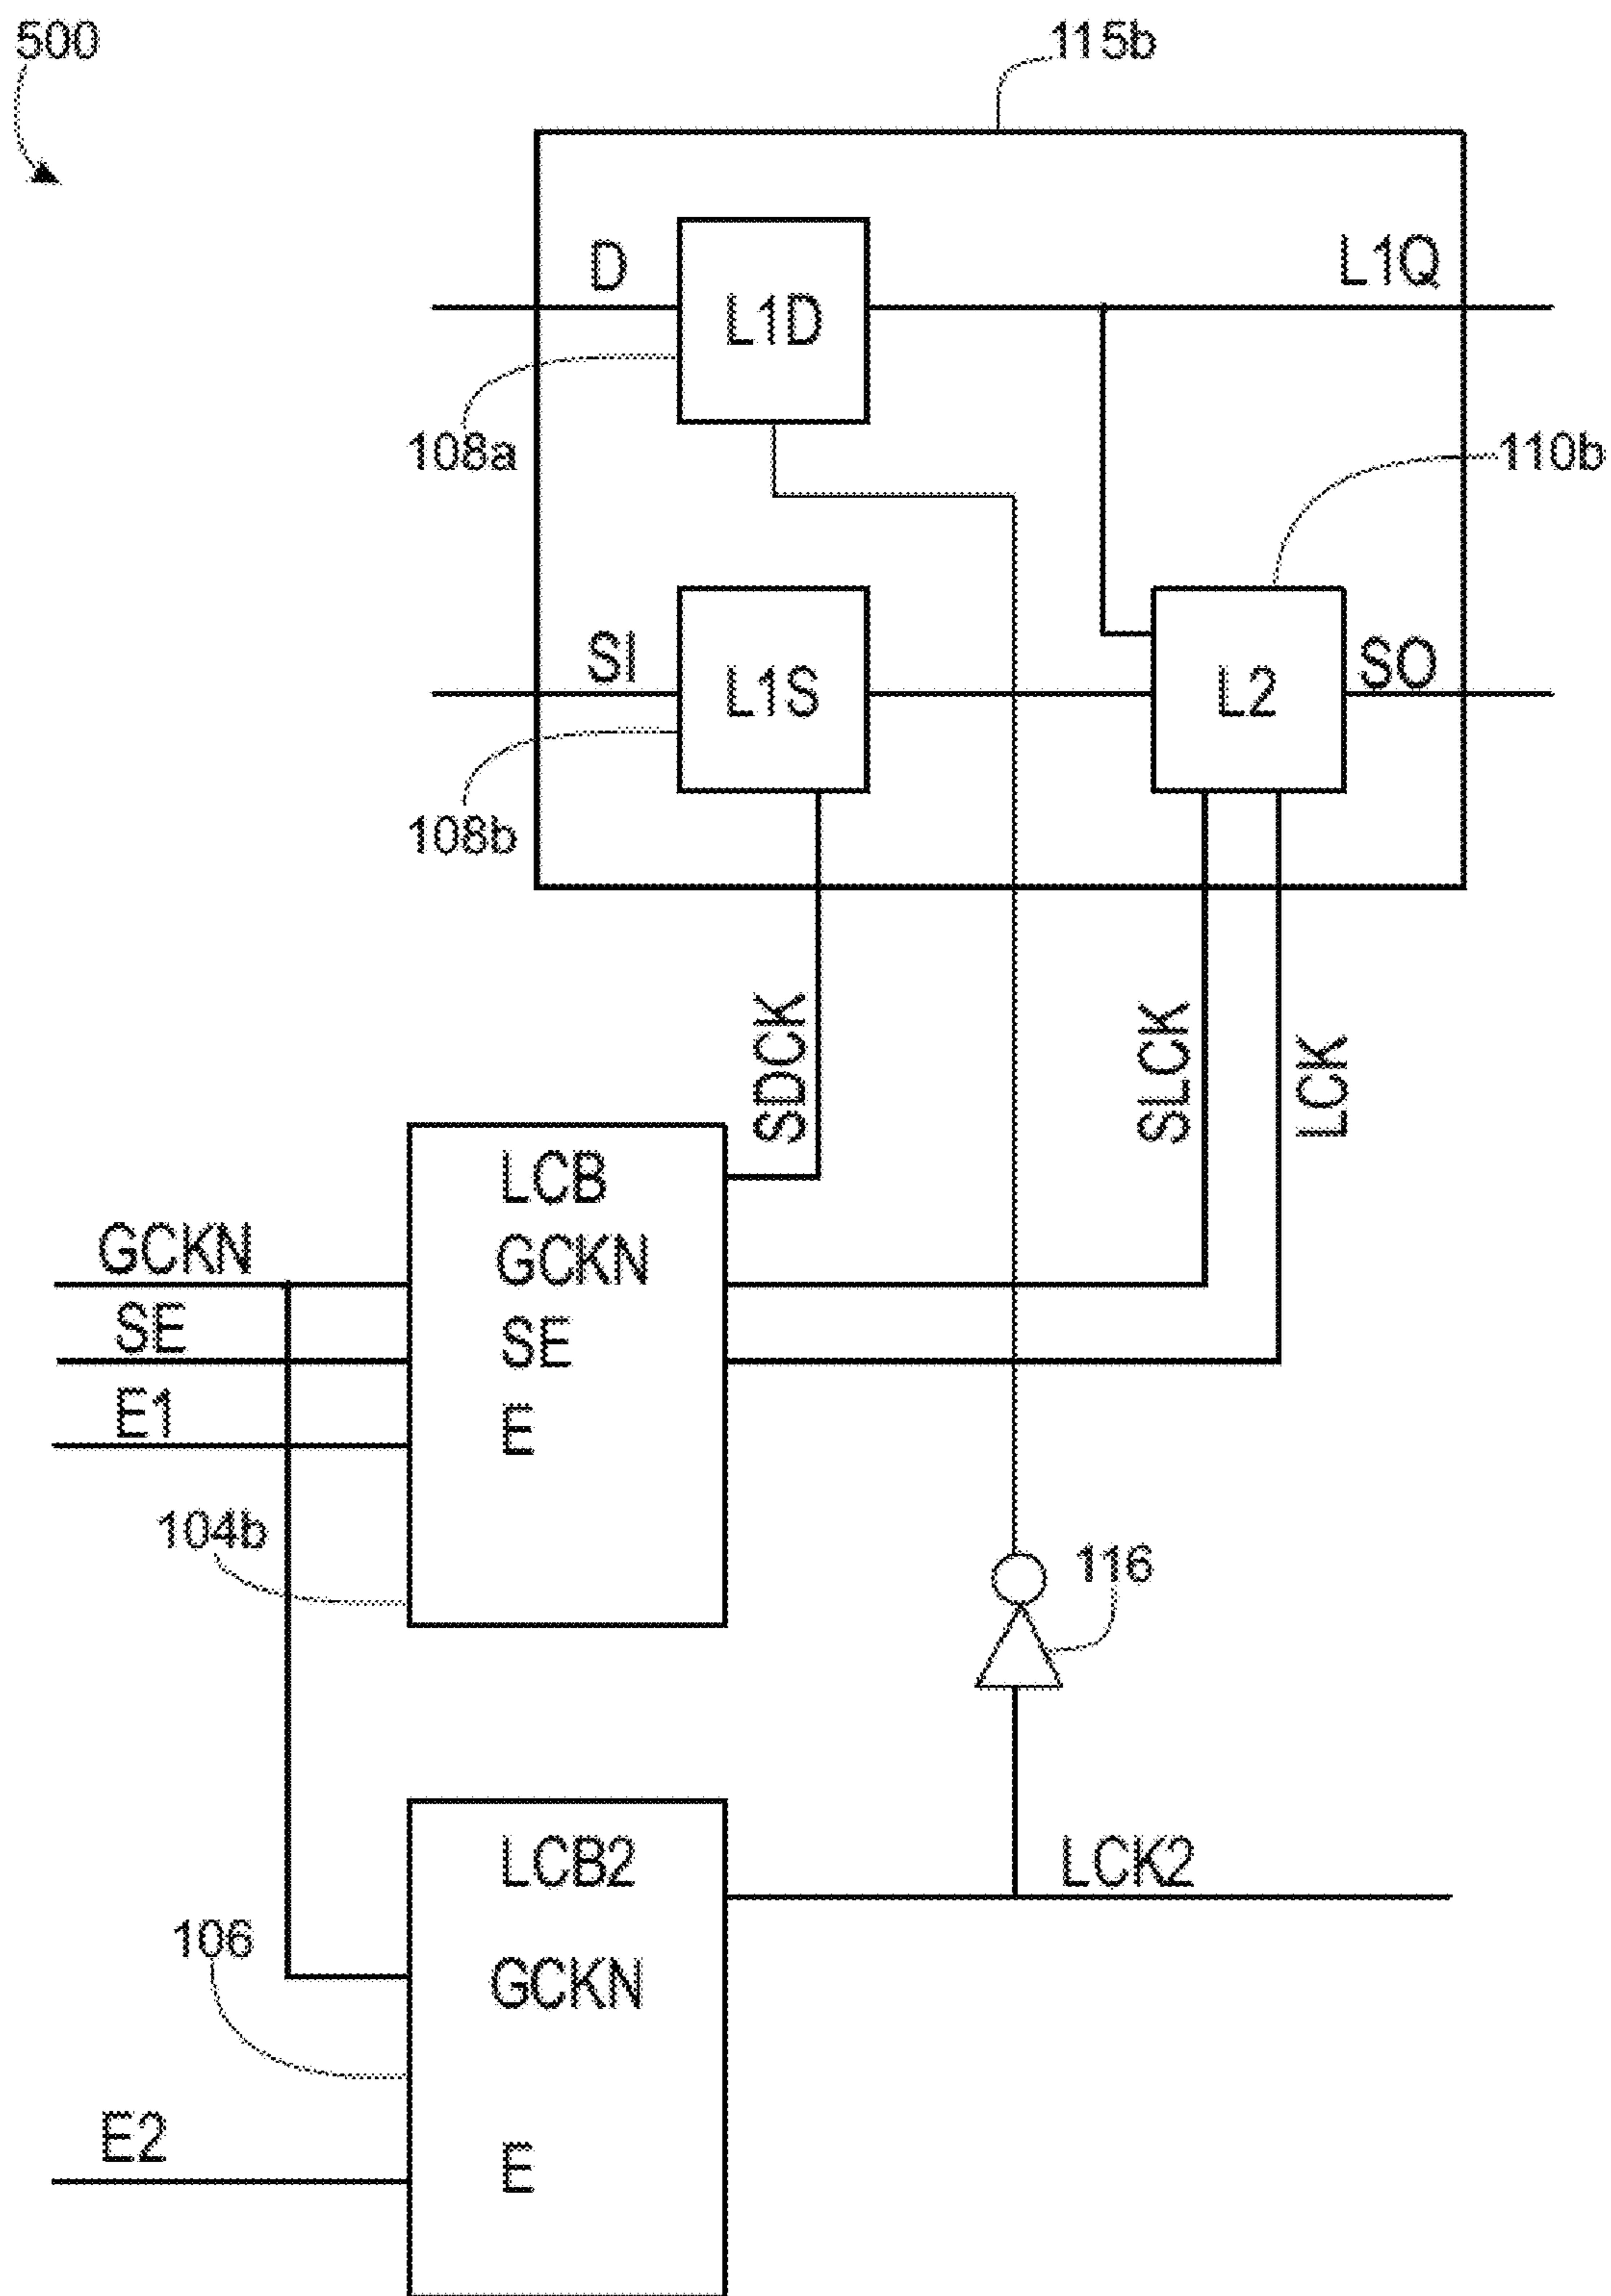 500
115b
D
L1D
L1Q
108a
110b
SI
L1S
L2
SO
108b
SDCK
SLCK
LCK
LCB
GCKN
GCKN
SE
SE
E1
E
104b
116
LCB2
LCK2
106
GCKN
E2
E